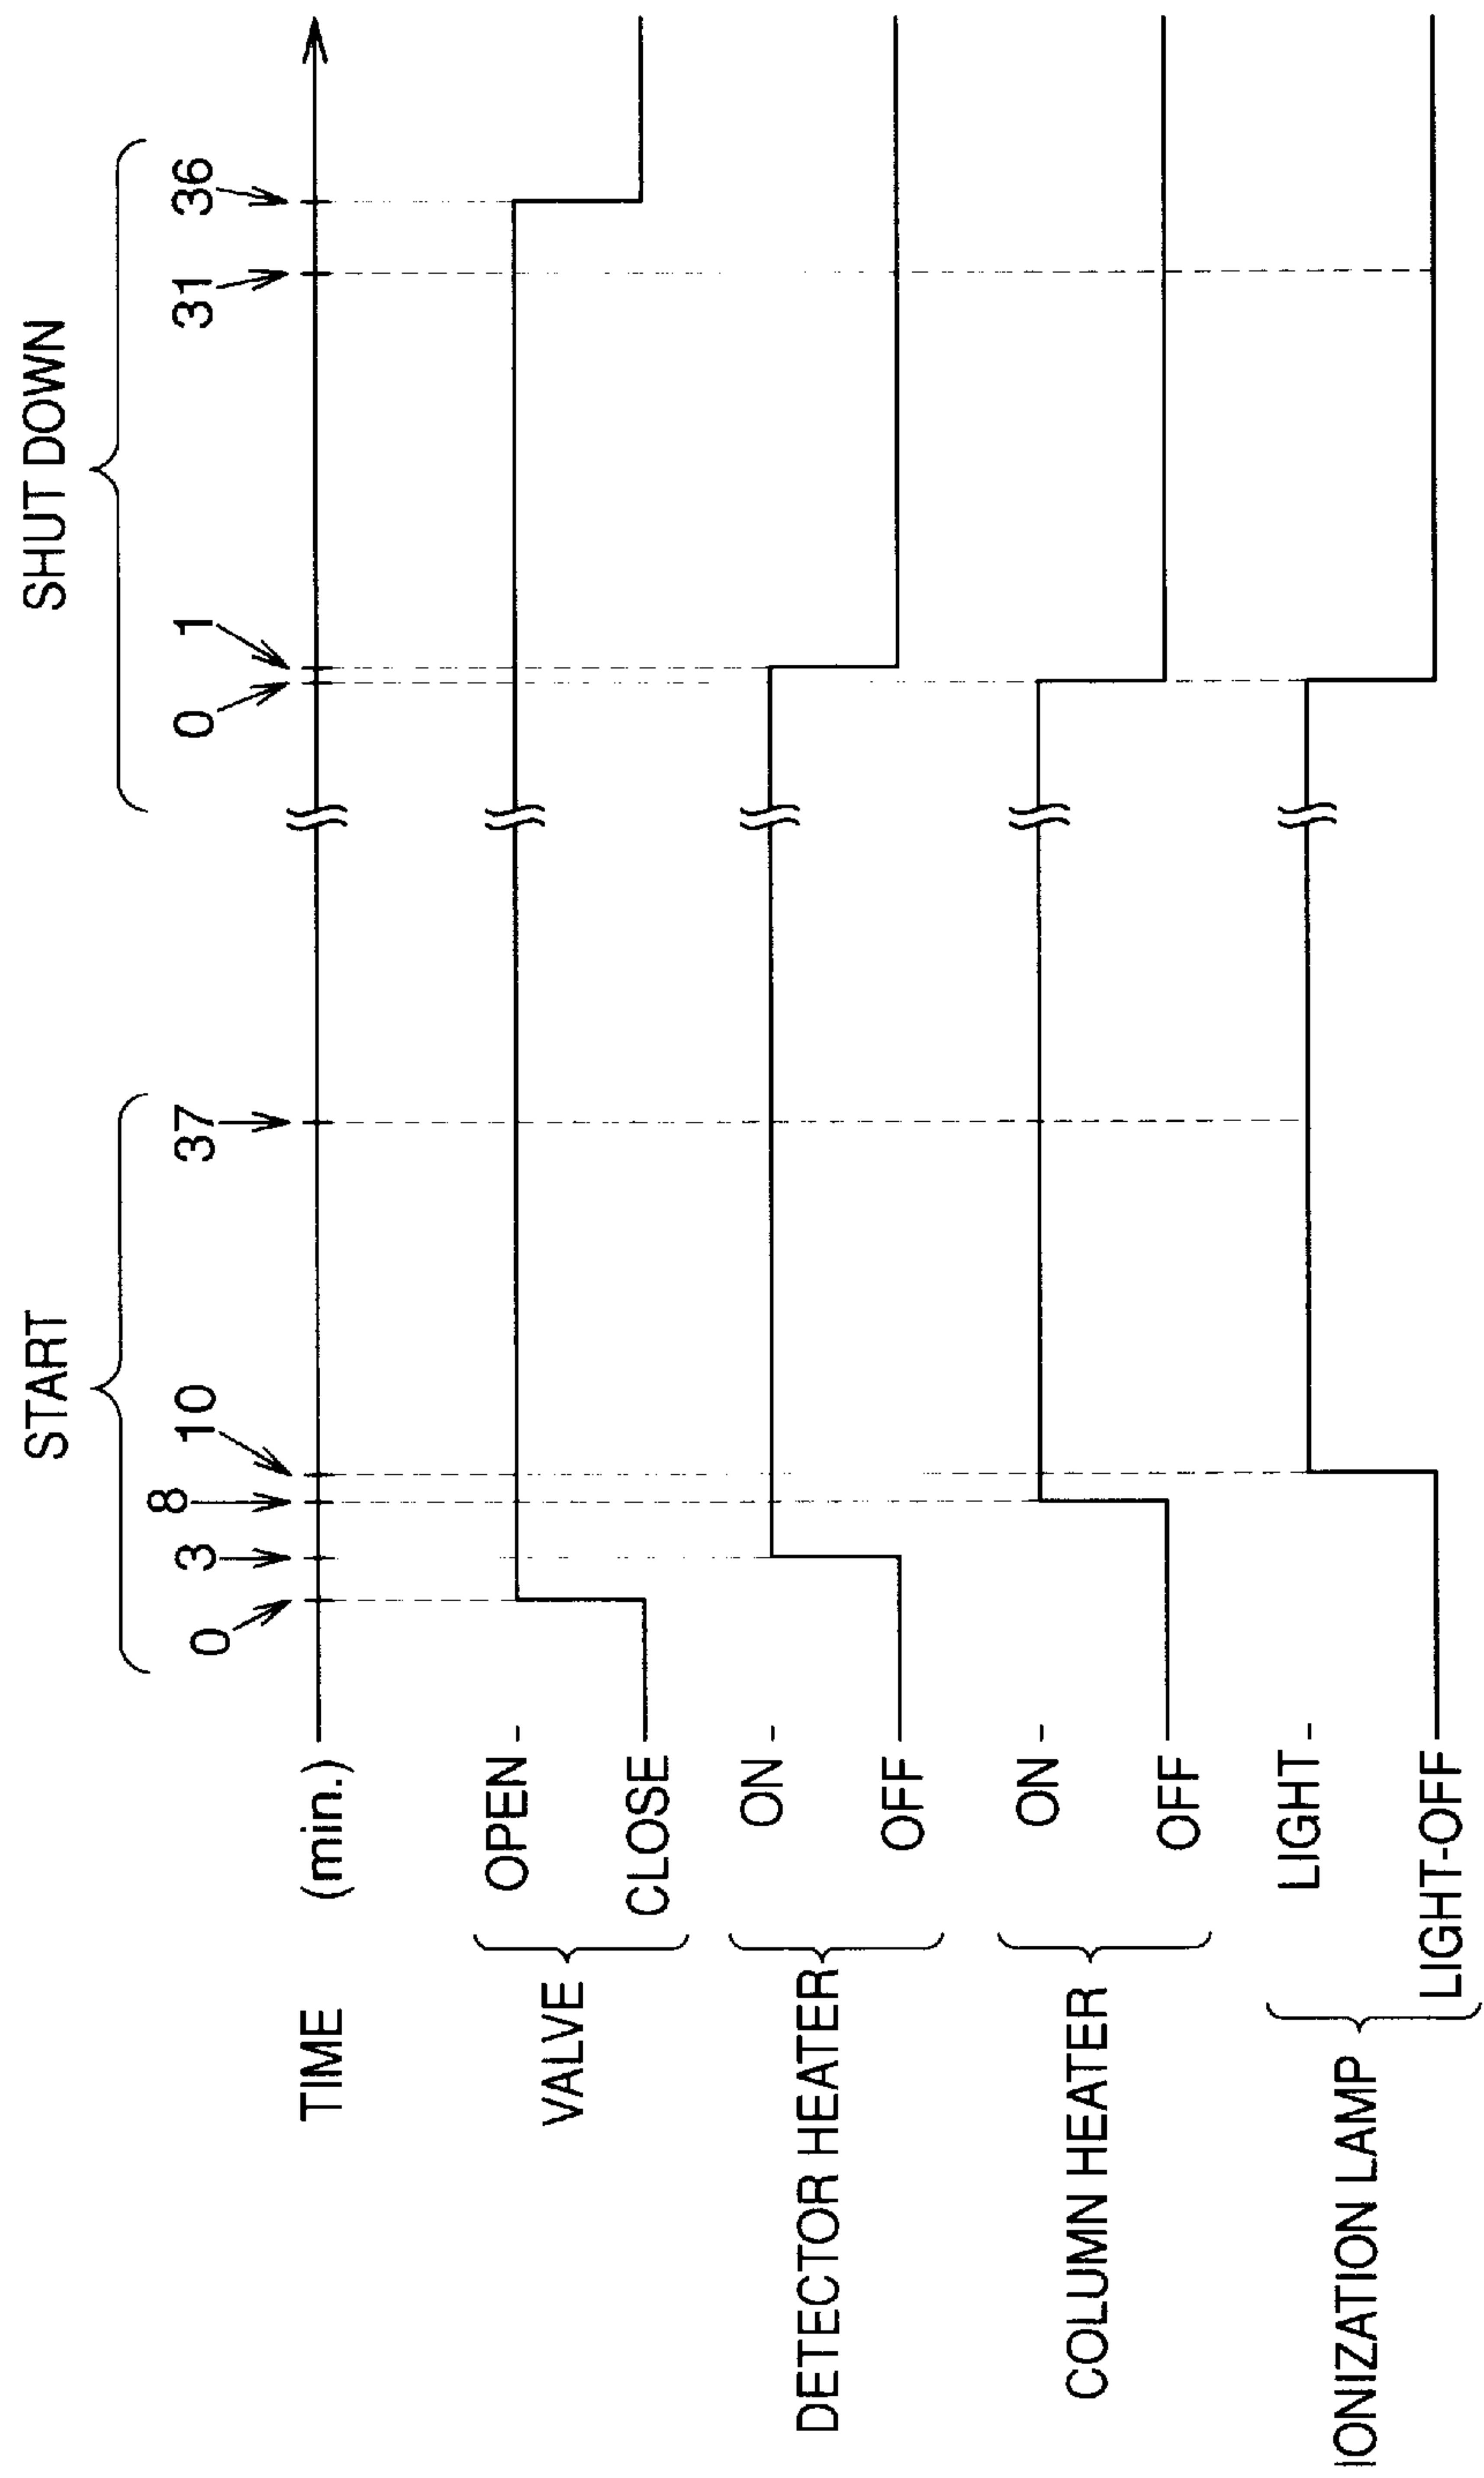 START
SHUT DOWN
0 3 8 10 37 0 1 31 36
TIME (min.)
VALVE
OPEN
CLOSE
DETECTOR HEATER
ON
OFF
COLUMN HEATER
ON
OFF
IONIZATION LAMP
LIGHT
LIGHT-OFF